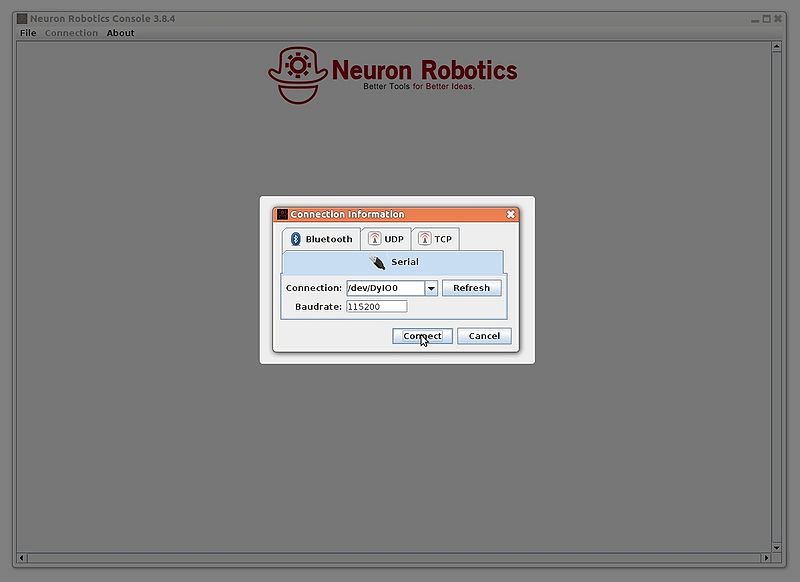 Neuron Robotics Console 3.8.4
File Connection About
Neuron Robotics
Better Tools for Better Ideas.
Connection Information
Bluetooth UDP TCP
Serial
Connection: /dev/DyIO0 Refresh
Baudrate: 115200
Connect Cancel